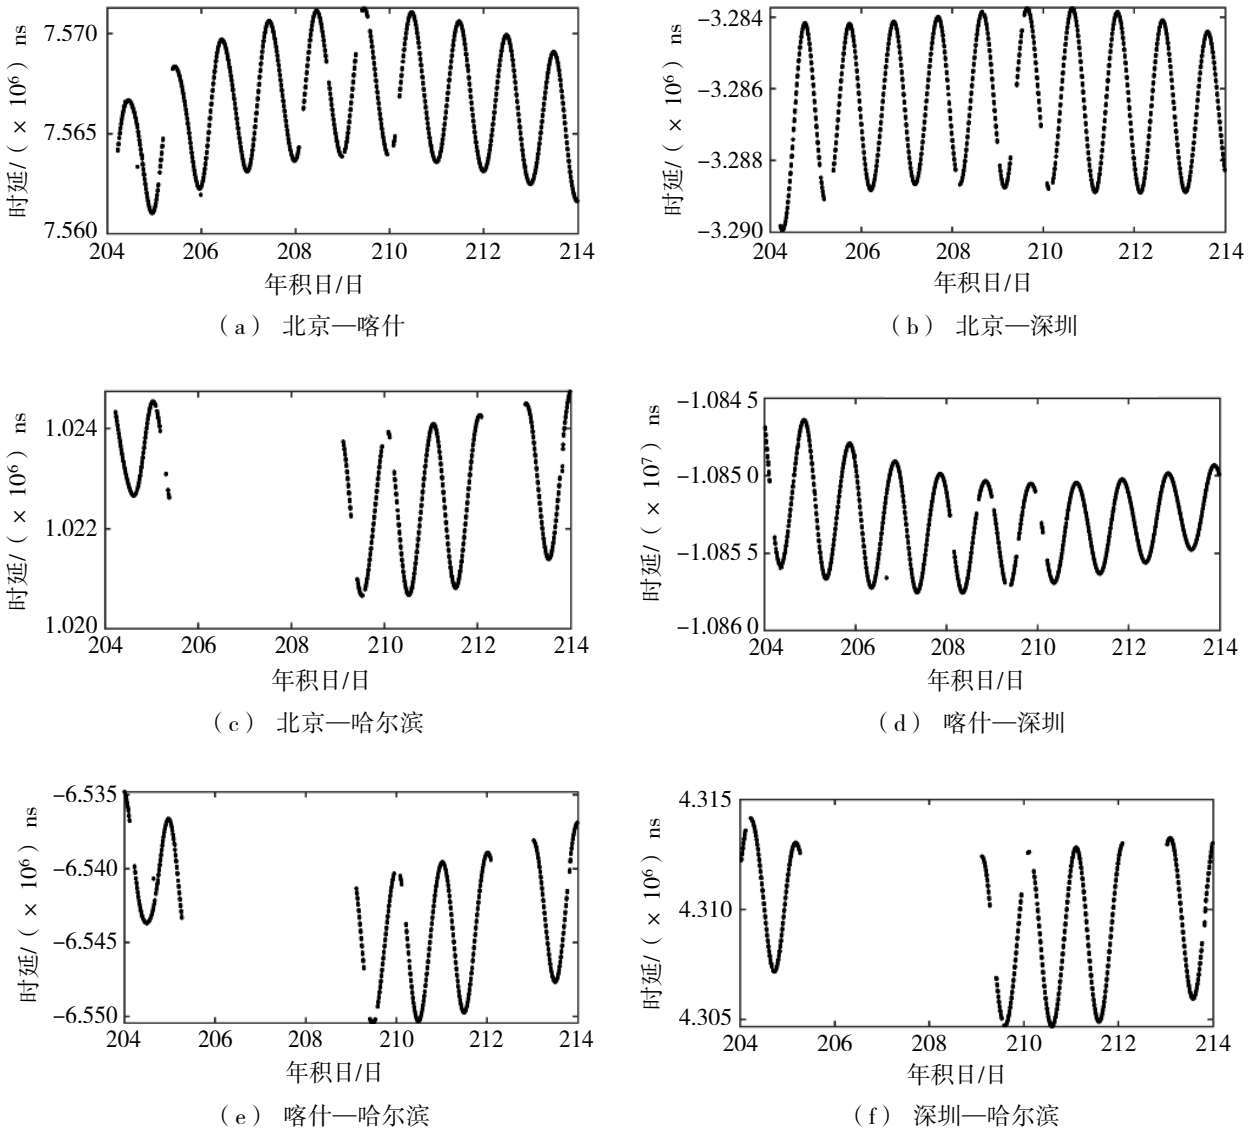 时延/( × 10⁶) ns
7.570
7.565
7.560
204 206 208 210 212 214
年积日/日
(a) 北京—喀什
时延/( × 10⁶) ns
−3.284
−3.286
−3.288
−3.290
204 206 208 210 212 214
年积日/日
(b) 北京—深圳
时延/( × 10⁶) ns
1.024
1.022
1.020
204 206 208 210 212 214
年积日/日
(c) 北京—哈尔滨
时延/( × 10⁷) ns
−1.084 5
−1.085 0
−1.085 5
−1.086 0
204 206 208 210 212 214
年积日/日
(d) 喀什—深圳
时延/( × 10⁶) ns
−6.535
−6.540
−6.545
−6.550
204 206 208 210 212 214
年积日/日
(e) 喀什—哈尔滨
时延/( × 10⁶) ns
4.315
4.310
4.305
204 206 208 210 212 214
年积日/日
(f) 深圳—哈尔滨